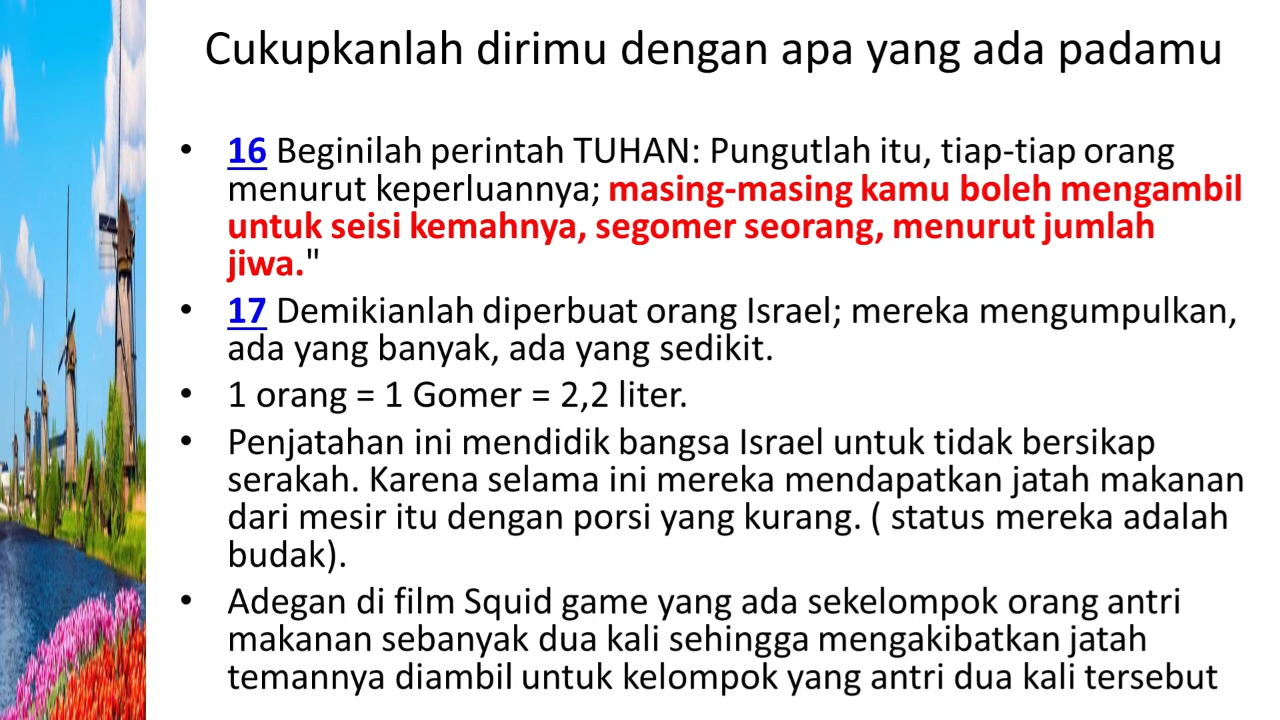 Cukupkanlah dirimu dengan apa yang ada padamu
• 16 Beginilah perintah TUHAN: Pungutlah itu, tiap-tiap orang
menurut keperluannya; masing-masing kamu boleh mengambil
untuk seisi kemahnya, segomer seorang, menurut jumlah
jiwa."
• 17 Demikianlah diperbuat orang Israel; mereka mengumpulkan,
ada yang banyak, ada yang sedikit.
• 1 orang = 1 Gomer = 2,2 liter.
• Penjatahan ini mendidik bangsa Israel untuk tidak bersikap
serakah. Karena selama ini mereka mendapatkan jatah makanan
dari mesir itu dengan porsi yang kurang. ( status mereka adalah
budak).
• Adegan di film Squid game yang ada sekelompok orang antri
makanan sebanyak dua kali sehingga mengakibatkan jatah
temannya diambil untuk kelompok yang antri dua kali tersebut